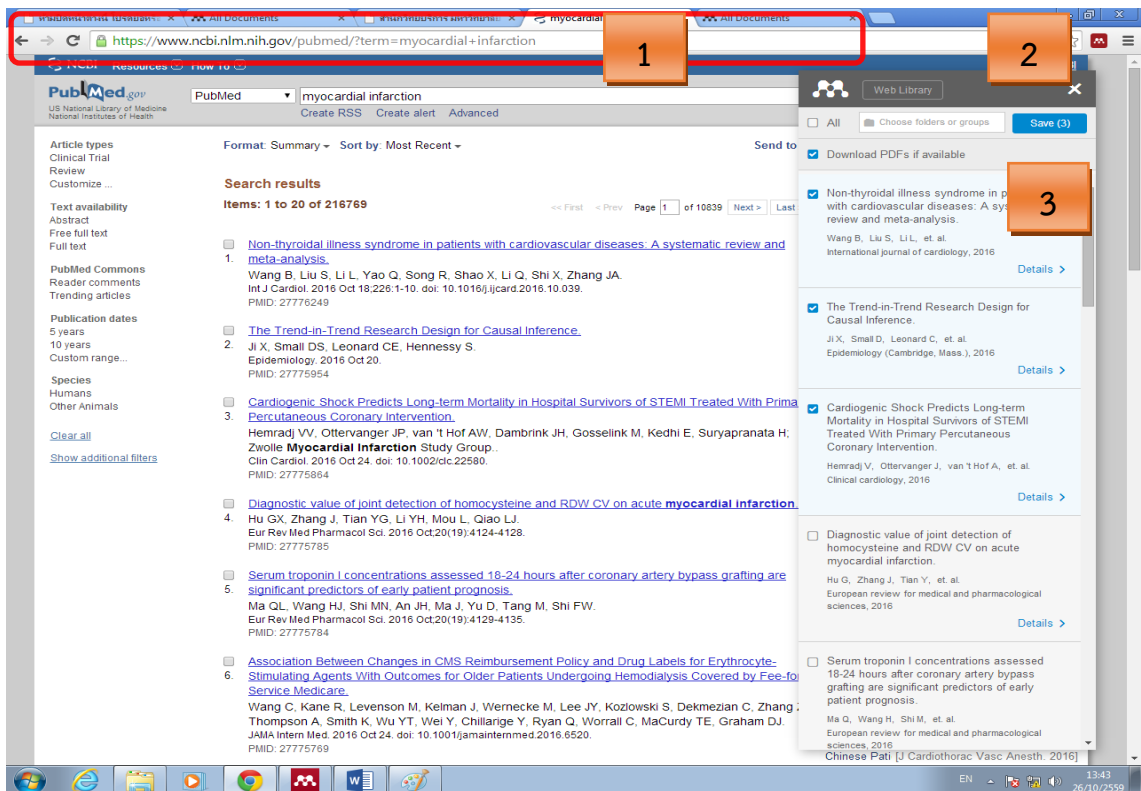 All Documents
All Documents
https://www.ncbi.nlm.nih.gov/pubmed/?term=myocardial+infarction
1
2
3
NCBI Resources How To
PubMed.gov
US National Library of Medicine
National Institutes of Health
PubMed
myocardial infarction
Create RSS Create alert Advanced
Article types
Clinical Trial
Review
Customize ...
Text availability
Abstract
Free full text
Full text
PubMed Commons
Reader comments
Trending articles
Publication dates
5 years
10 years
Custom range...
Species
Humans
Other Animals
Clear all
Show additional filters
Format: Summary Sort by: Most Recent
Send to
Search results
Items: 1 to 20 of 216769
<< First < Prev Page 1 of 10839 Next > Last
Non-thyroidal illness syndrome in patients with cardiovascular diseases: A systematic review and
1. meta-analysis.
Wang B, Liu S, Li L, Yao Q, Song R, Shao X, Li Q, Shi X, Zhang JA.
Int J Cardiol. 2016 Oct 18;226:1-10. doi: 10.1016/j.ijcard.2016.10.039.
PMID: 27776249
The Trend-in-Trend Research Design for Causal Inference.
2. Ji X, Small DS, Leonard CE, Hennessy S.
Epidemiology. 2016 Oct 20.
PMID: 27775954
Cardiogenic Shock Predicts Long-term Mortality in Hospital Survivors of STEMI Treated With Prima
3. Percutaneous Coronary Intervention.
Hemradj VV, Ottervanger JP, van 't Hof AW, Dambrink JH, Gosselink M, Kedhi E, Suryapranata H;
Zwolle Myocardial Infarction Study Group..
Clin Cardiol. 2016 Oct 24. doi: 10.1002/clc.22580.
PMID: 27775864
Diagnostic value of joint detection of homocysteine and RDW CV on acute myocardial infarction.
4. Hu GX, Zhang J, Tian YG, Li YH, Mou L, Qiao LJ.
Eur Rev Med Pharmacol Sci. 2016 Oct;20(19):4124-4128.
PMID: 27775785
Serum troponin I concentrations assessed 18-24 hours after coronary artery bypass grafting are
5. significant predictors of early patient prognosis.
Ma QL, Wang HJ, Shi MN, An JH, Ma J, Yu D, Tang M, Shi FW.
Eur Rev Med Pharmacol Sci. 2016 Oct;20(19):4129-4135.
PMID: 27775784
Association Between Changes in CMS Reimbursement Policy and Drug Labels for Erythrocyte-
6. Stimulating Agents With Outcomes for Older Patients Undergoing Hemodialysis Covered by Fee-fo
Service Medicare.
Wang C, Kane R, Levenson M, Kelman J, Wernecke M, Lee JY, Kozlowski S, Dekmezian C, Zhang
Thompson A, Smith K, Wu YT, Wei Y, Chillarige Y, Ryan Q, Worrall C, MaCurdy TE, Graham DJ.
JAMA Intern Med. 2016 Oct 24. doi: 10.1001/jamainternmed.2016.6520.
PMID: 27775769
Web Library
All Choose folders or groups Save (3)
Download PDFs if available
Non-thyroidal illness syndrome in p
with cardiovascular diseases: A sy
review and meta-analysis.
Wang B, Liu S, Li L, et. al.
International journal of cardiology, 2016
Details >
The Trend-in-Trend Research Design for
Causal Inference.
Ji X, Small D, Leonard C, et. al.
Epidemiology (Cambridge, Mass.), 2016
Details >
Cardiogenic Shock Predicts Long-term
Mortality in Hospital Survivors of STEMI
Treated With Primary Percutaneous
Coronary Intervention.
Hemradj V, Ottervanger J, van 't Hof A, et. al.
Clinical cardiology, 2016
Details >
Diagnostic value of joint detection of
homocysteine and RDW CV on acute
myocardial infarction.
Hu G, Zhang J, Tian Y, et. al.
European review for medical and pharmacological
sciences, 2016
Details >
Serum troponin I concentrations assessed
18-24 hours after coronary artery bypass
grafting are significant predictors of early
patient prognosis.
Ma Q, Wang H, Shi M, et. al.
European review for medical and pharmacological
sciences, 2016
Chinese Pati [J Cardiothorac Vasc Anesth. 2016]
EN
13:43
26/10/2559